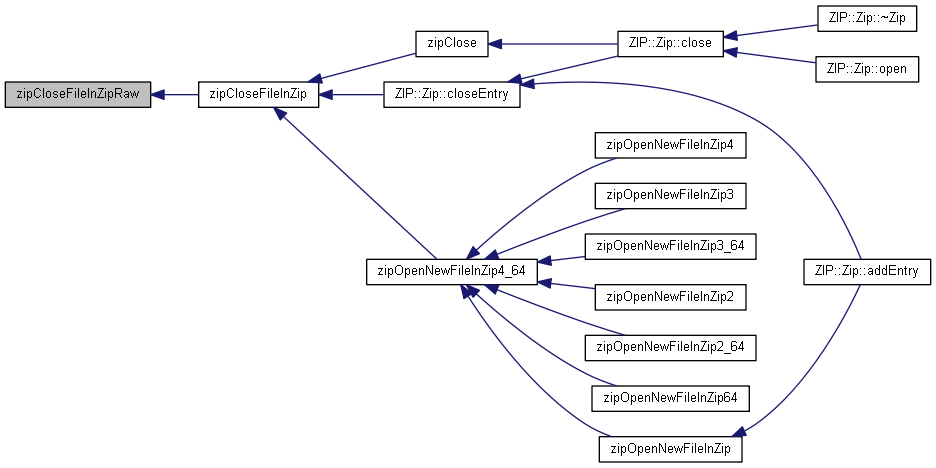 ZIP::Zip::~Zip
zipClose
ZIP::Zip::close
ZIP::Zip::open
zipCloseFileInZipRaw
zipCloseFileInZip
ZIP::Zip::closeEntry
zipOpenNewFileInZip4
zipOpenNewFileInZip3
zipOpenNewFileInZip3_64
zipOpenNewFileInZip4_64
ZIP::Zip::addEntry
zipOpenNewFileInZip2
zipOpenNewFileInZip2_64
zipOpenNewFileInZip64
zipOpenNewFileInZip